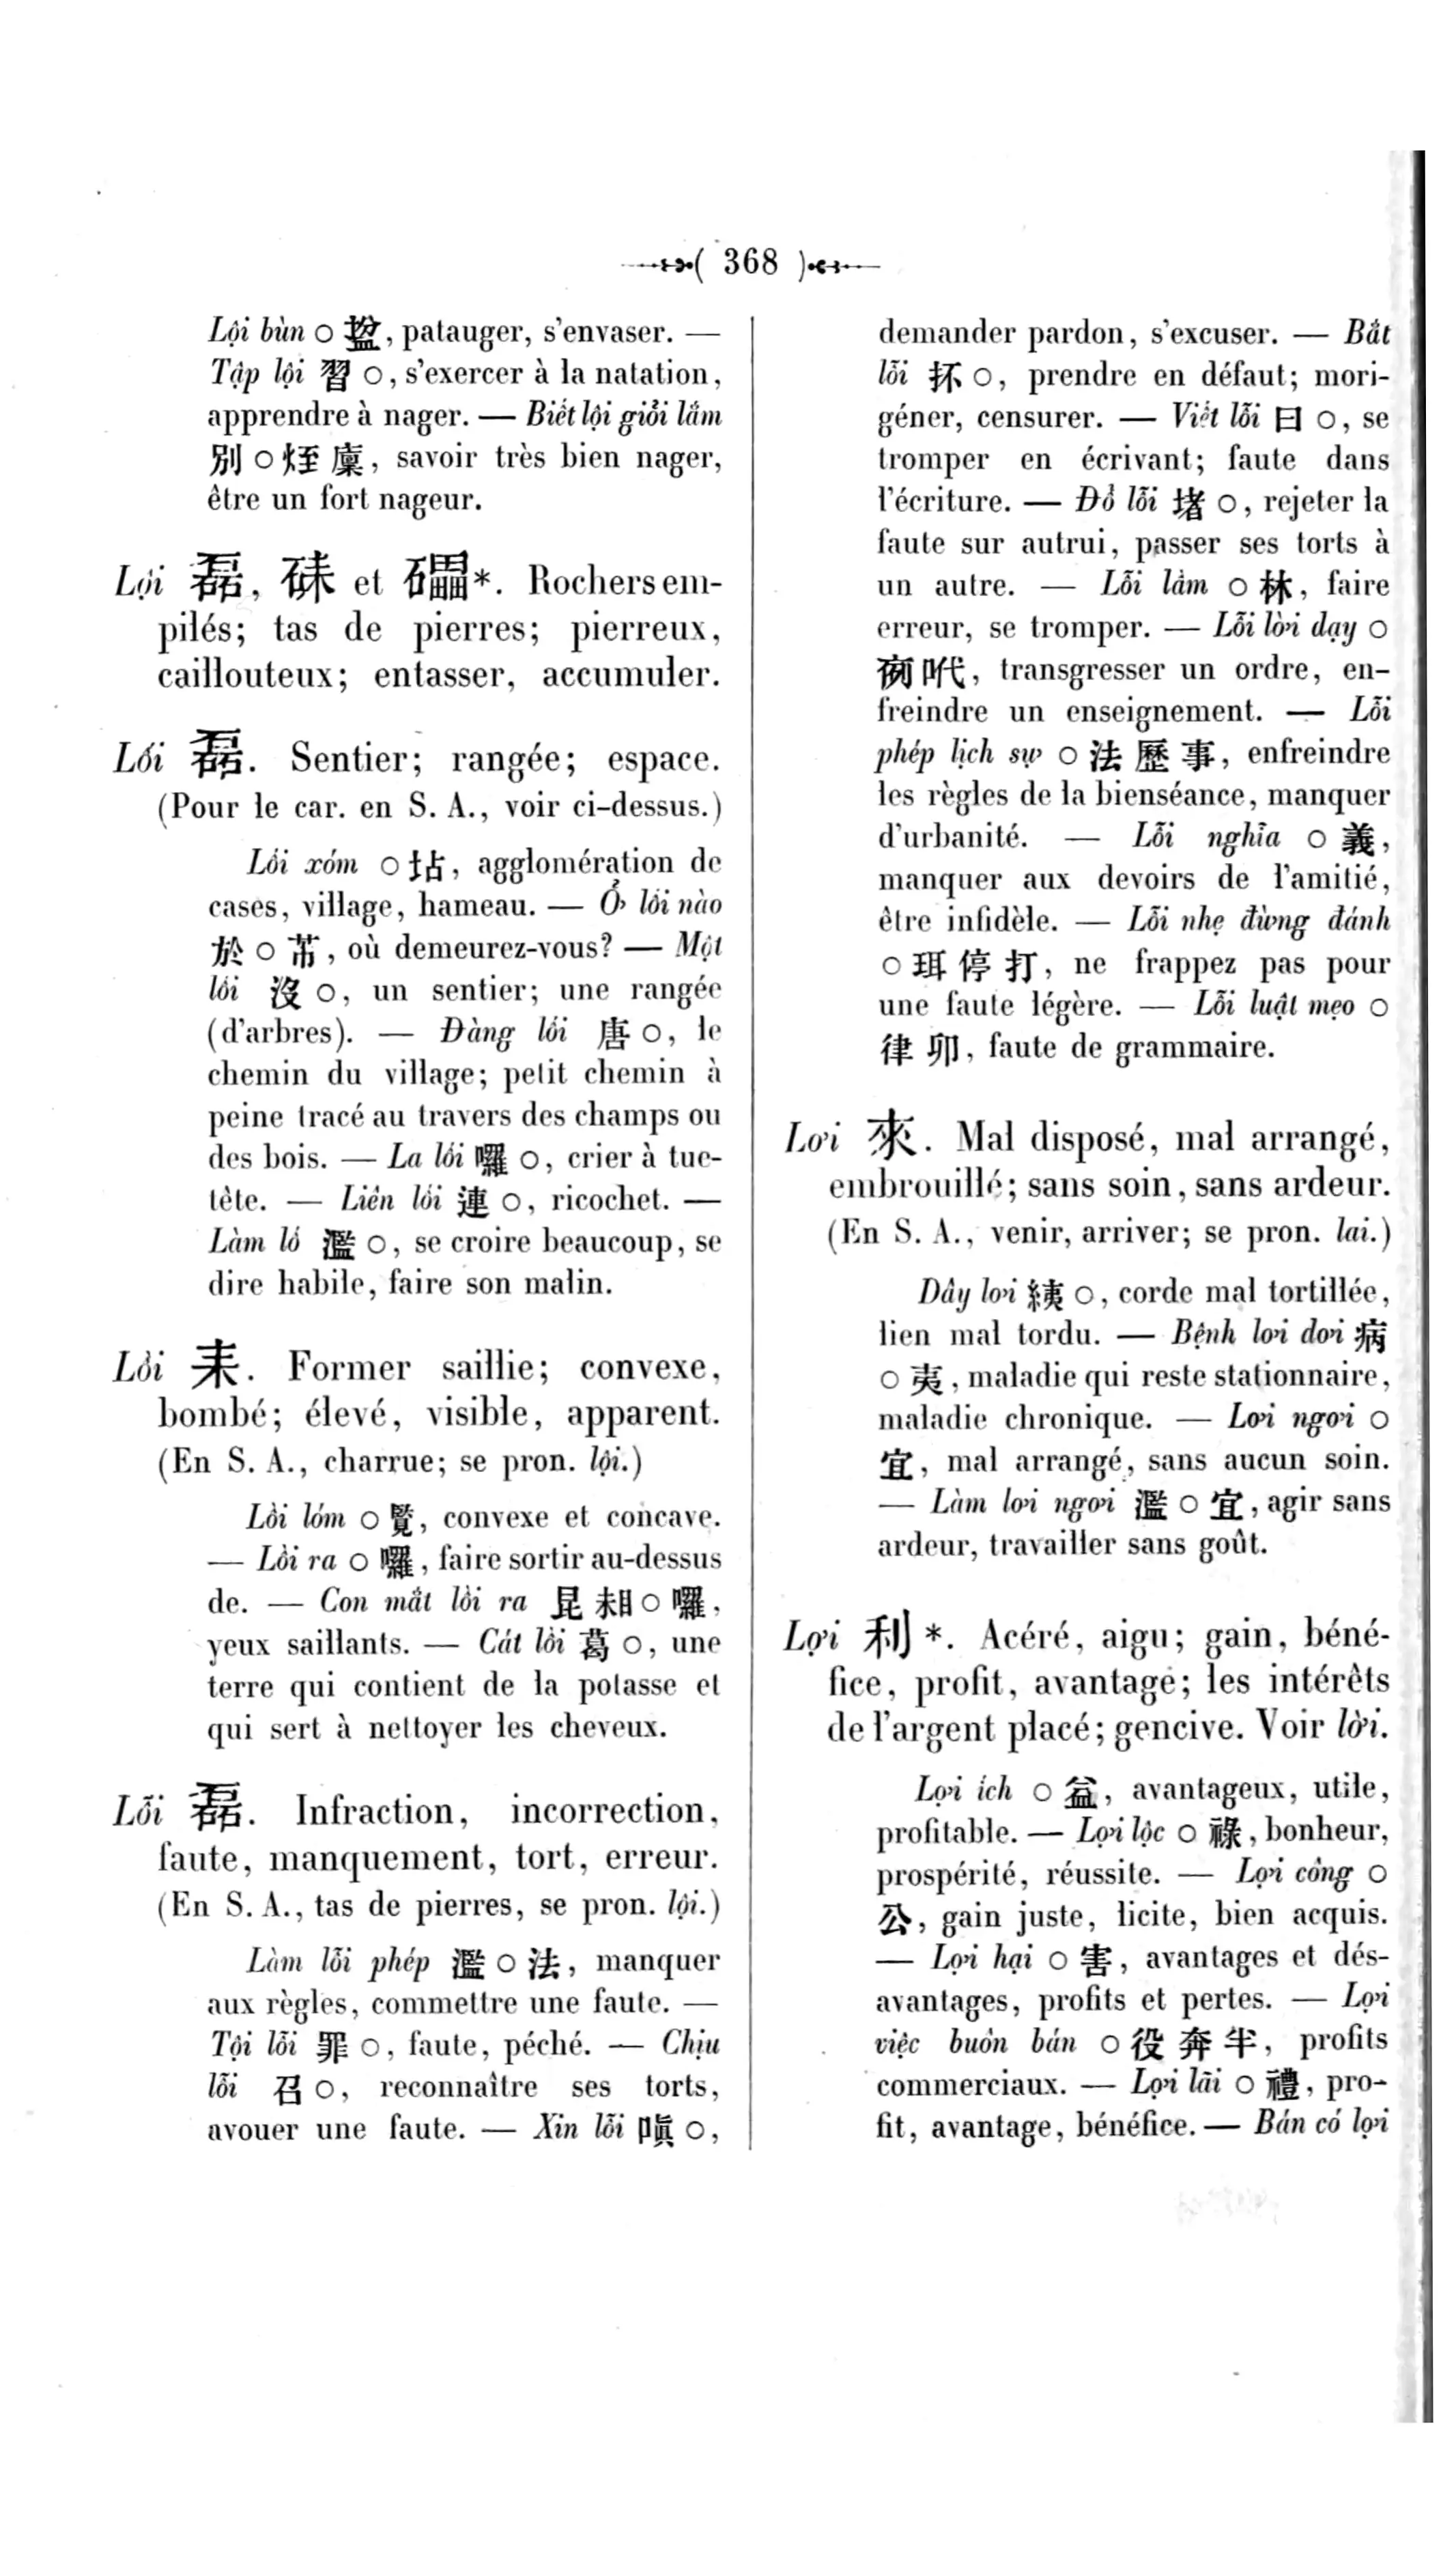 ( 368 )
Lội bùn ○ 湓, patauger, s'envaser. —
Tập lội 習 ○, s'exercer à la natation,
apprendre à nager. — Biết lội giỏi lắm
別 ○ 𤇢 廩, savoir très bien nager,
être un fort nageur.
Lội 磊, 硓 et 礧*. Rochers em-
pilés; tas de pierres; pierreux,
caillouteux; entasser, accumuler.
Lối 磊. Sentier; rangée; espace.
(Pour le car. en S. A., voir ci-dessus.)
Lối xóm ○ 坫, agglomération de
cases, village, hameau. — Ở lối nào
於 ○ 芇, où demeurez-vous? — Một
lối 沒 ○, un sentier; une rangée
(d'arbres). — Đàng lối 唐 ○, le
chemin du village; petit chemin à
peine tracé au travers des champs ou
des bois. — La lối 囉 ○, crier à tue-
tête. — Liên lối 連 ○, ricochet. —
Làm lố 濫 ○, se croire beaucoup, se
dire habile, faire son malin.
Lồi 耒. Former saillie; convexe,
bombé; élevé, visible, apparent.
(En S. A., charrue; se pron. lội.)
Lồi lóm ○ 覽, convexe et concave.
— Lồi ra ○ 囉, faire sortir au-dessus
de. — Con mắt lồi ra 昆 𬑉 ○ 囉,
yeux saillants. — Cát lồi 葛 ○, une
terre qui contient de la potasse et
qui sert à nettoyer les cheveux.
Lỗi 磊. Infraction, incorrection,
faute, manquement, tort, erreur.
(En S. A., tas de pierres, se pron. lội.)
Làm lỗi phép 濫 ○ 法, manquer
aux règles, commettre une faute. —
Tội lỗi 罪 ○, faute, péché. — Chịu
lỗi 召 ○, reconnaître ses torts,
avouer une faute. — Xin lỗi 嗔 ○,
demander pardon, s'excuser. — Bắt
lỗi 抔 ○, prendre en défaut; mori-
géner, censurer. — Viết lỗi 曰 ○, se
tromper en écrivant; faute dans
l'écriture. — Đổ lỗi 堵 ○, rejeter la
faute sur autrui, passer ses torts à
un autre. — Lỗi lầm ○ 林, faire
erreur, se tromper. — Lỗi lời dạy ○
𠳒 吠, transgresser un ordre, en-
freindre un enseignement. — Lỗi
phép lịch sự ○ 法 歷 事, enfreindre
les règles de la bienséance, manquer
d'urbanité. — Lỗi nghĩa ○ 義,
manquer aux devoirs de l'amitié,
être infidèle. — Lỗi nhẹ đừng đánh
○ 珥 停 打, ne frappez pas pour
une faute légère. — Lỗi luật mẹo ○
律 卯, faute de grammaire.
Lơi 來. Mal disposé, mal arrangé,
embrouillé; sans soin, sans ardeur.
(En S. A., venir, arriver; se pron. lai.)
Dây lơi 𦀊 ○, corde mal tortillée,
lien mal tordu. — Bệnh lơi dơi 病
○ 夷, maladie qui reste stationnaire,
maladie chronique. — Lơi ngơi ○
宜, mal arrangé, sans aucun soin.
— Làm lơi ngơi 濫 ○ 宜, agir sans
ardeur, travailler sans goût.
Lợi 利 *. Acéré, aigu; gain, béné-
fice, profit, avantage; les intérêts
de l'argent placé; gencive. Voir lời.
Lợi ích ○ 益, avantageux, utile,
profitable. — Lợi lộc ○ 祿, bonheur,
prospérité, réussite. — Lợi công ○
公, gain juste, licite, bien acquis.
— Lợi hại ○ 害, avantages et dés-
avantages, profits et pertes. — Lợi
việc buôn bán ○ 役 奔 半, profits
commerciaux. — Lợi lãi ○ 禮, pro-
fit, avantage, bénéfice. — Bán có lợi